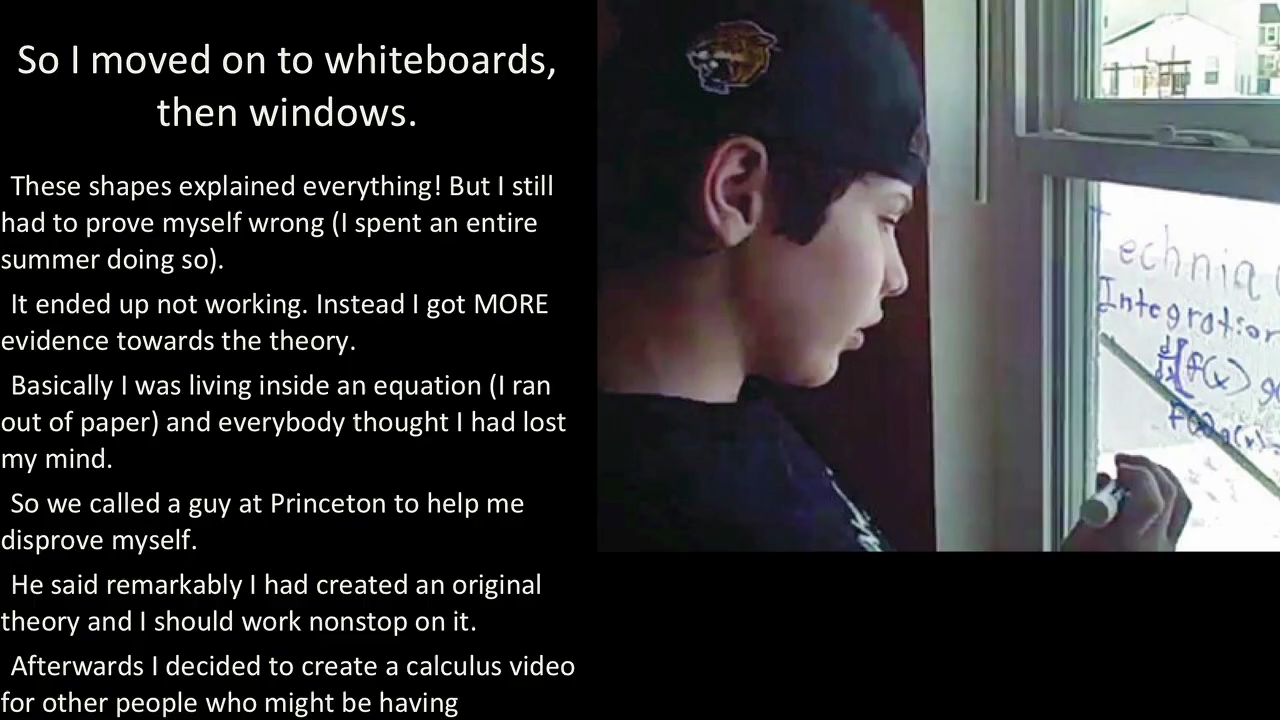 So I moved on to whiteboards,
then windows.
These shapes explained everything! But I still
had to prove myself wrong (I spent an entire
summer doing so).
It ended up not working. Instead I got MORE
evidence towards the theory.
Basically I was living inside an equation (I ran
out of paper) and everybody thought I had lost
my mind.
So we called a guy at Princeton to help me
disprove myself.
He said remarkably I had created an original
theory and I should work nonstop on it.
Afterwards I decided to create a calculus video
for other people who might be having
Techniq
Integration
d/dx[f(x) g(